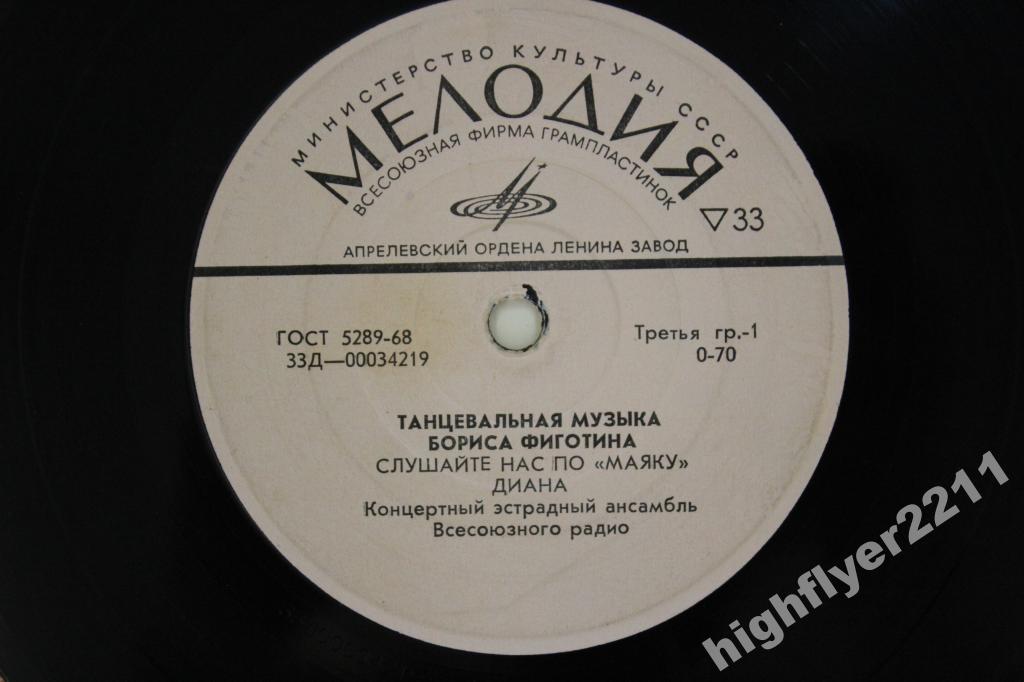 МИНИСТЕРСТВО КУЛЬТУРЫ СССР
МЕЛОДИЯ
ВСЕСОЮЗНАЯ ФИРМА ГРАМПЛАСТИНОК
▽33
АПРЕЛЕВСКИЙ ОРДЕНА ЛЕНИНА ЗАВОД
ГОСТ 5289-68
33Д—00034219
Третья гр.-1
0-70
ТАНЦЕВАЛЬНАЯ МУЗЫКА
БОРИСА ФИГОТИНА
СЛУШАЙТЕ НАС ПО «МАЯКУ»
ДИАНА
Концертный эстрадный ансамбль
Всесоюзного радио
highflyer2211